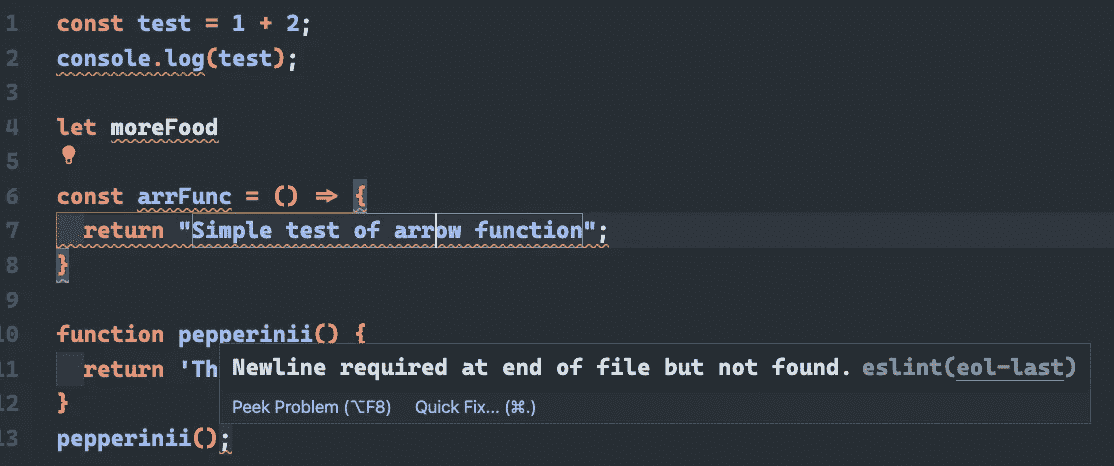 1 const test = 1 + 2;
2 console.log(test);
3
4 let moreFood
5
6 const arrFunc = () => {
7 return "Simple test of arrow function";
8 }
9
10 function pepperinii() {
11 return 'Th
Newline required at end of file but not found. eslint(eol-last)
12 }
Peek Problem (⌥F8) Quick Fix... (⌘.)
13 pepperinii();